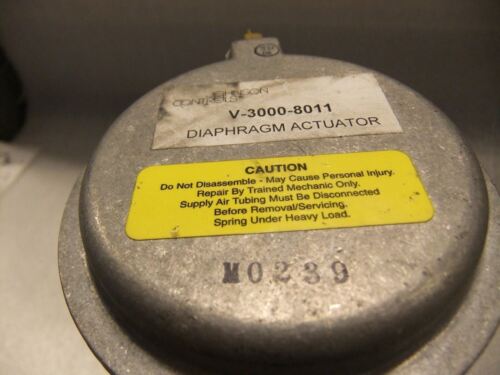 JOHNSON
CONTROLS
V-3000-8011
DIAPHRAGM ACTUATOR
CAUTION
Do Not Disassemble - May Cause Personal Injury.
Repair By Trained Mechanic Only.
Supply Air Tubing Must Be Disconnected
Before Removal/Servicing.
Spring Under Heavy Load.
M0239